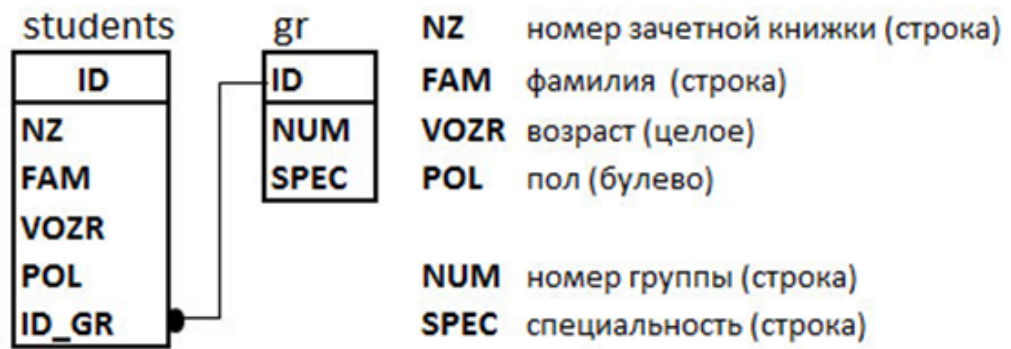 students
ID
NZ
FAM
VOZR
POL
ID_GR
gr
ID
NUM
SPEC
NZ номер зачетной книжки (строка)
FAM фамилия (строка)
VOZR возраст (целое)
POL пол (булево)
NUM номер группы (строка)
SPEC специальность (строка)